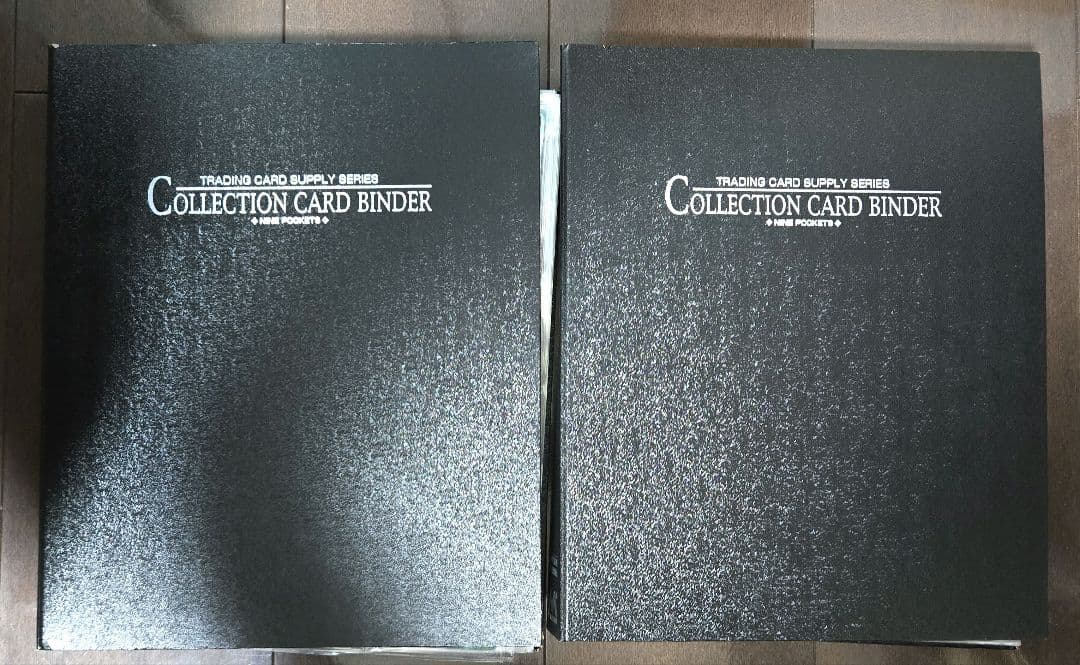 TRADING CARD SUPPLY SERIES
COLLECTION CARD BINDER
◆ NINE POCKETS ◆
TRADING CARD SUPPLY SERIES
COLLECTION CARD BINDER
◆ NINE POCKETS ◆